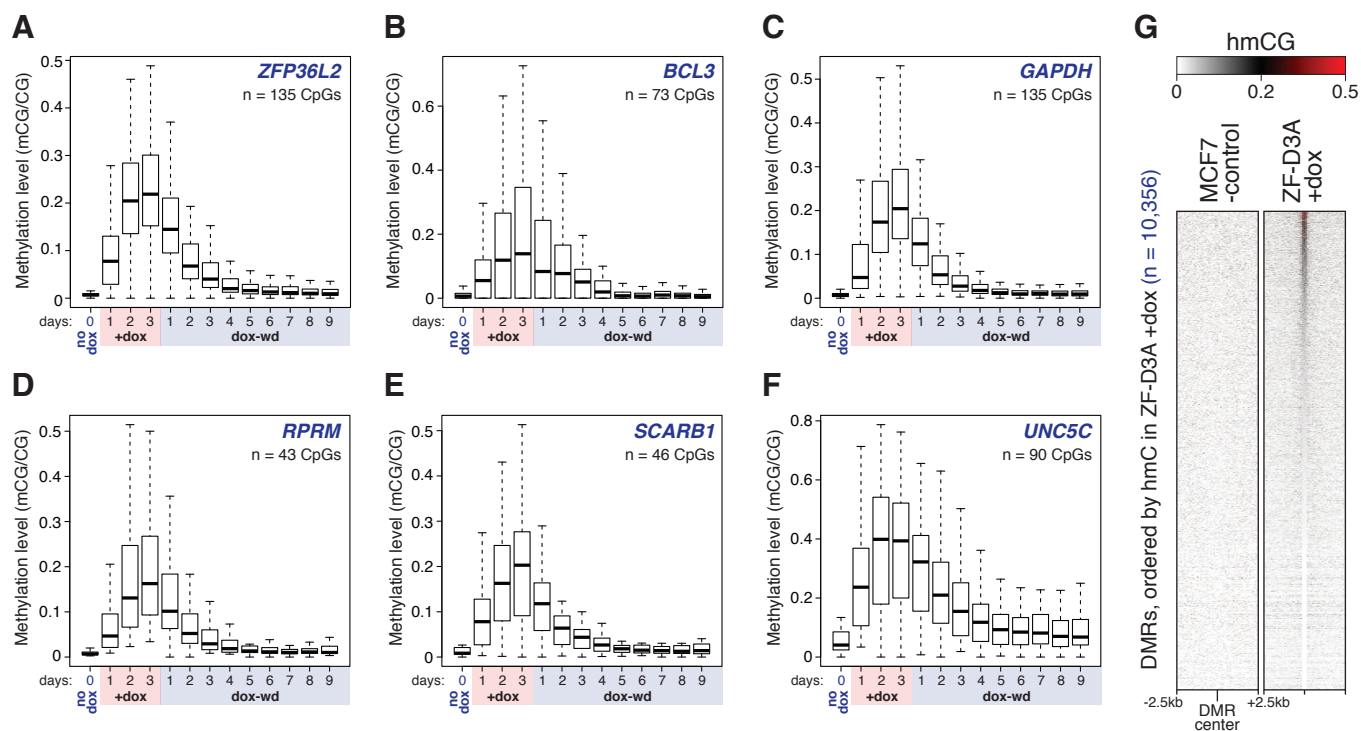 A
Methylation level (mCG/CG)
0.5
0.4
0.3
0.2
0.1
0
ZFP36L2
n = 135 CpGs
days: 0 1 2 3 1 2 3 4 5 6 7 8 9
no dox
+dox
dox-wd
B
Methylation level (mCG/CG)
0.6
0.4
0.2
0
BCL3
n = 73 CpGs
days: 0 1 2 3 1 2 3 4 5 6 7 8 9
no dox
+dox
dox-wd
C
Methylation level (mCG/CG)
0.5
0.4
0.3
0.2
0.1
0
GAPDH
n = 135 CpGs
days: 0 1 2 3 1 2 3 4 5 6 7 8 9
no dox
+dox
dox-wd
D
Methylation level (mCG/CG)
0.5
0.4
0.3
0.2
0.1
0
RPRM
n = 43 CpGs
days: 0 1 2 3 1 2 3 4 5 6 7 8 9
no dox
+dox
dox-wd
E
Methylation level (mCG/CG)
0.5
0.4
0.3
0.2
0.1
0
SCARB1
n = 46 CpGs
days: 0 1 2 3 1 2 3 4 5 6 7 8 9
no dox
+dox
dox-wd
F
Methylation level (mCG/CG)
0.8
0.6
0.4
0.2
0
UNC5C
n = 90 CpGs
days: 0 1 2 3 1 2 3 4 5 6 7 8 9
no dox
+dox
dox-wd
G
hmCG
0 0.2 0.5
MCF7
-control
ZF-D3A
+dox
DMRs, ordered by hmC in ZF-D3A +dox (n = 10,356)
-2.5kb +2.5kb
DMR
center